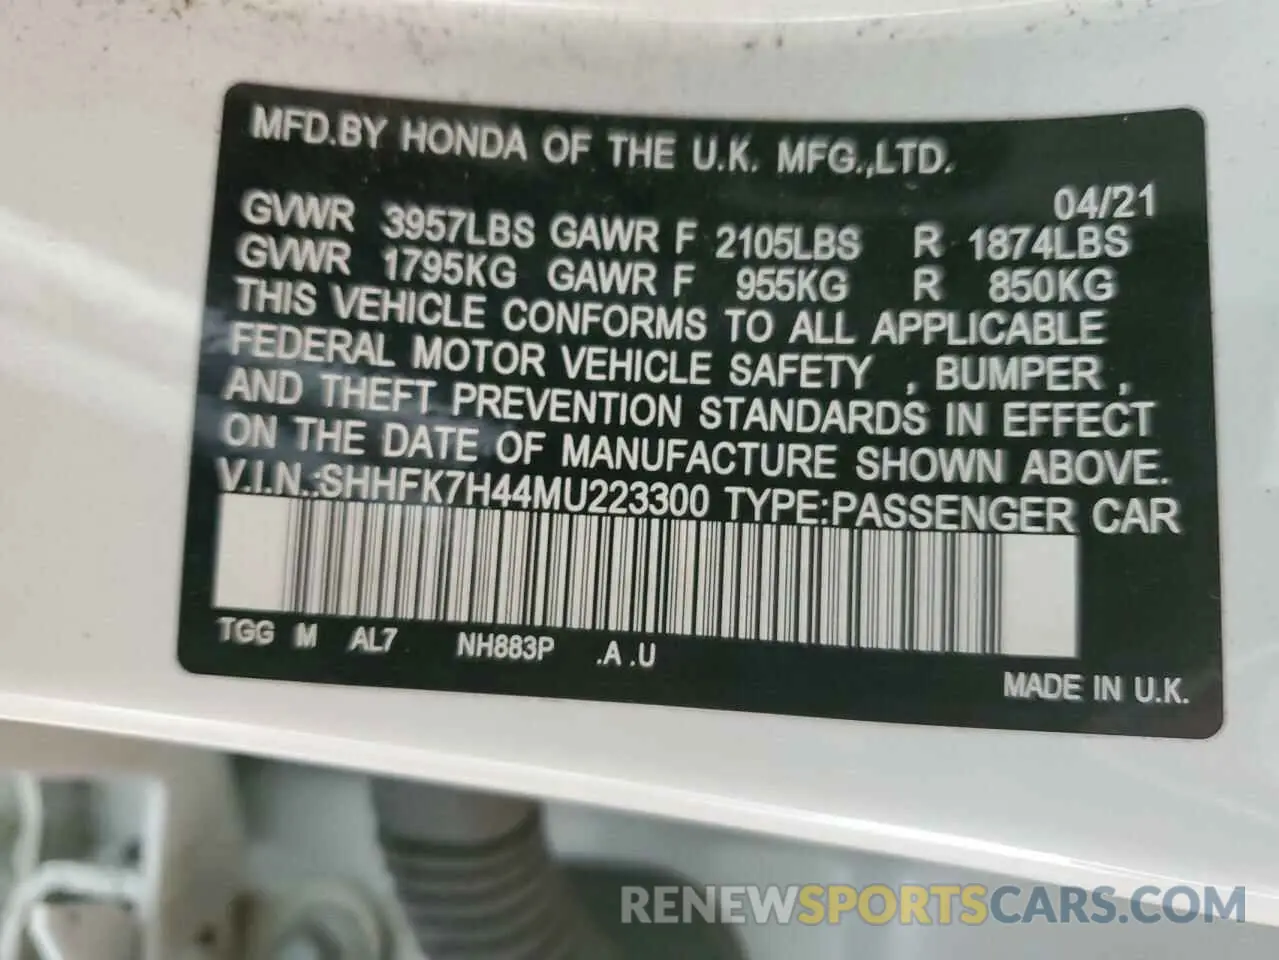 MFD.BY HONDA OF THE U.K. MFG.,LTD.
04/21
GVWR 3957LBS GAWR F 2105LBS R 1874LBS
GVWR 1795KG GAWR F 955KG R 850KG
THIS VEHICLE CONFORMS TO ALL APPLICABLE
FEDERAL MOTOR VEHICLE SAFETY , BUMPER ,
AND THEFT PREVENTION STANDARDS IN EFFECT
ON THE DATE OF MANUFACTURE SHOWN ABOVE.
V.I.N.:SHHFK7H44MU223300 TYPE:PASSENGER CAR
TGG M AL7 NH883P .A .U
MADE IN U.K.
RENEWSPORTSCARS.COM